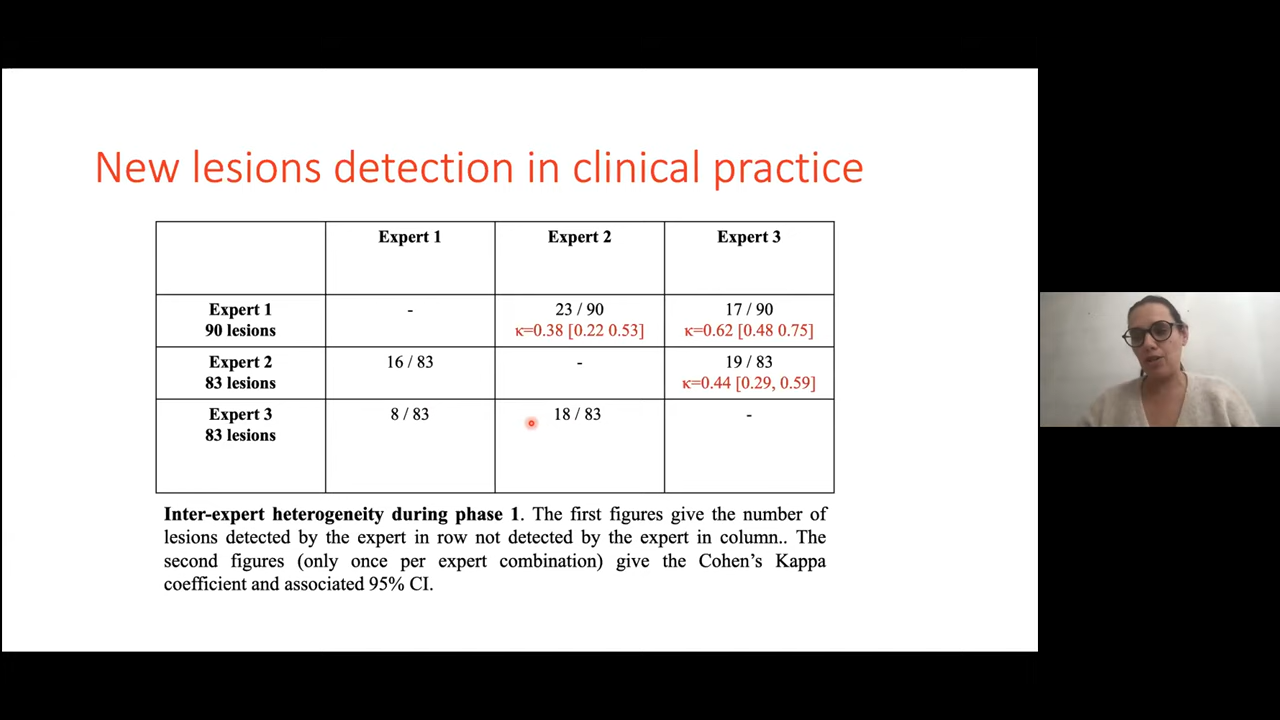 New lesions detection in clinical practice
Expert 1
Expert 2
Expert 3
Expert 1
90 lesions
-
23 / 90
κ=0.38 [0.22 0.53]
17 / 90
κ=0.62 [0.48 0.75]
Expert 2
83 lesions
16 / 83
-
19 / 83
κ=0.44 [0.29, 0.59]
Expert 3
83 lesions
8 / 83
18 / 83
-
Inter-expert heterogeneity during phase 1. The first figures give the number of
lesions detected by the expert in row not detected by the expert in column.. The
second figures (only once per expert combination) give the Cohen's Kappa
coefficient and associated 95% CI.